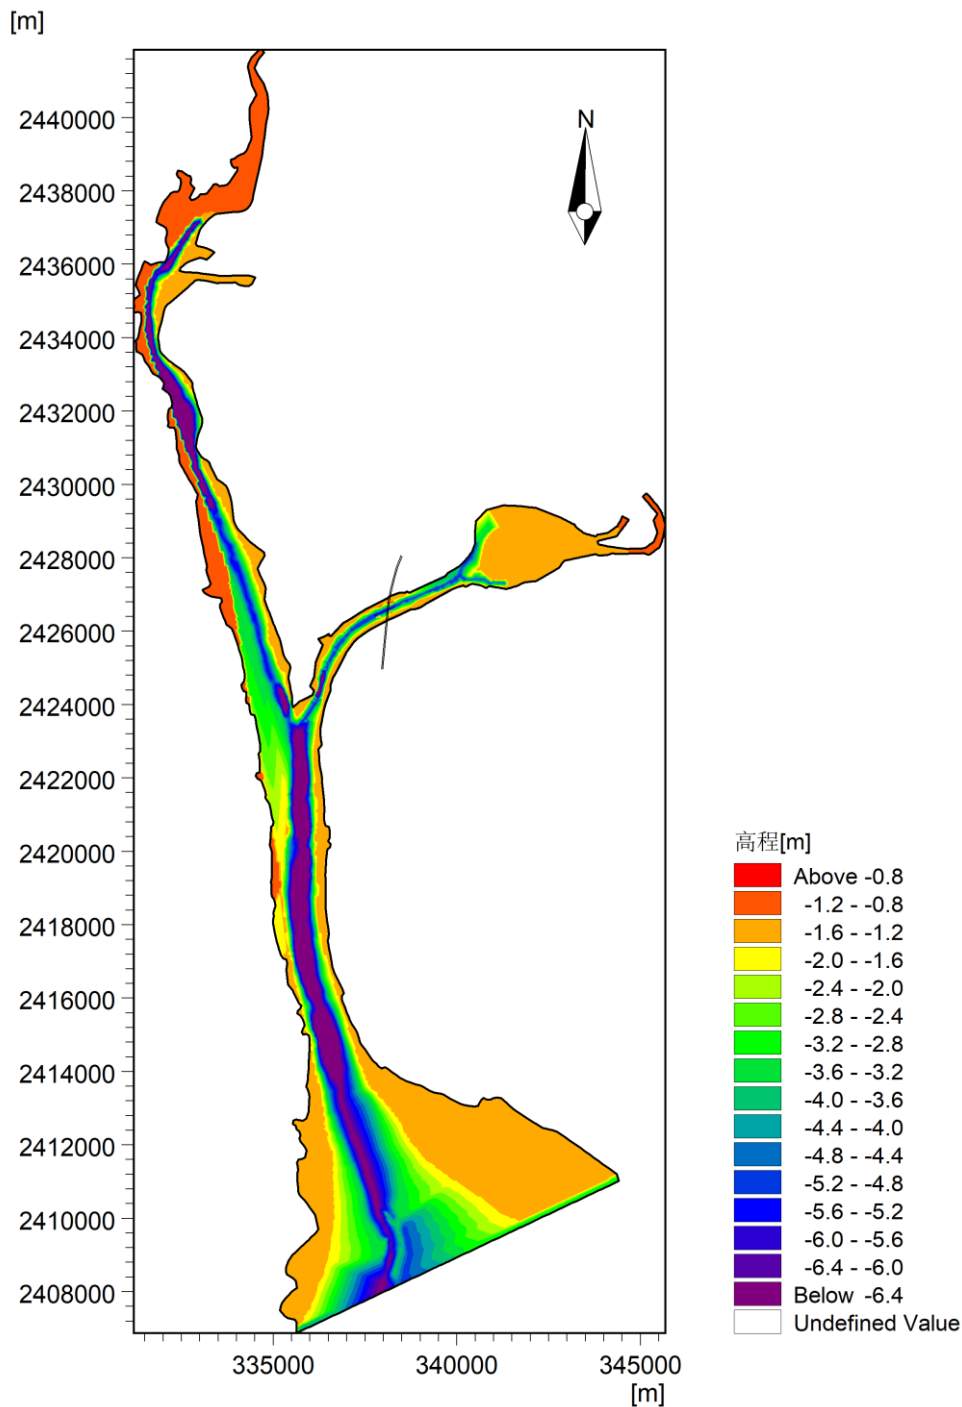 [m]
2440000
2438000
2436000
2434000
2432000
2430000
2428000
2426000
2424000
2422000
2420000
2418000
2416000
2414000
2412000
2410000
2408000
335000 340000 345000
[m]
N
高程[m]
Above -0.8
-1.2 - -0.8
-1.6 - -1.2
-2.0 - -1.6
-2.4 - -2.0
-2.8 - -2.4
-3.2 - -2.8
-3.6 - -3.2
-4.0 - -3.6
-4.4 - -4.0
-4.8 - -4.4
-5.2 - -4.8
-5.6 - -5.2
-6.0 - -5.6
-6.4 - -6.0
Below -6.4
Undefined Value